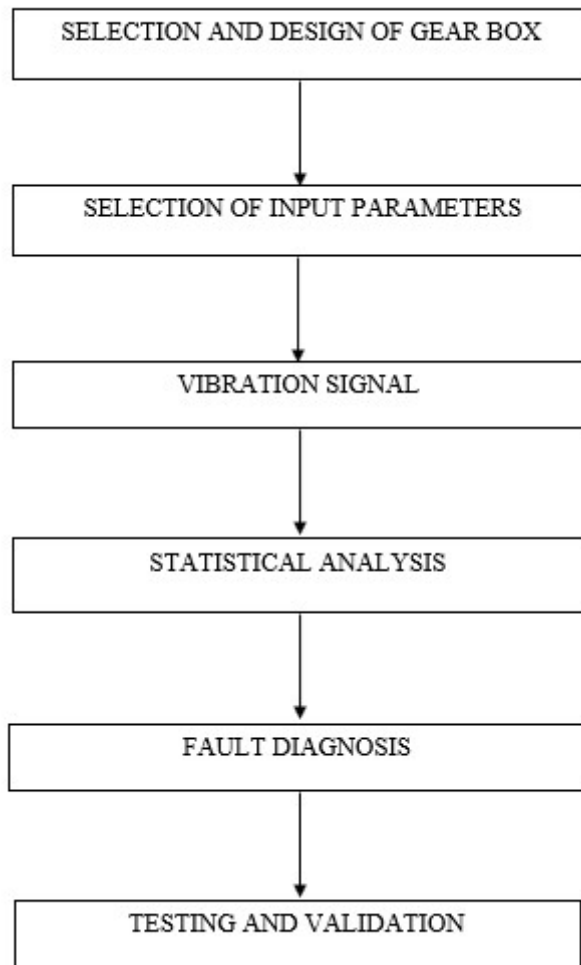 SELECTION AND DESIGN OF GEAR BOX
SELECTION OF INPUT PARAMETERS
VIBRATION SIGNAL
STATISTICAL ANALYSIS
FAULT DIAGNOSIS
TESTING AND VALIDATION